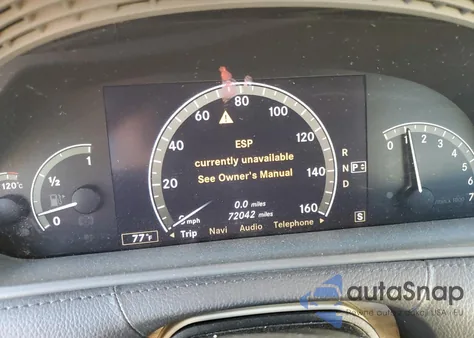 80
60 100
ESP
currently unavailable
See Owner's Manual
40 120
20 140
0 mph 160
0.0 miles
72042 miles
Trip Navi Audio Telephone
77°F
S
R
N P
D
120°C
1
1/2
0
0 1 2 3 4 5 6 7
autoSnap